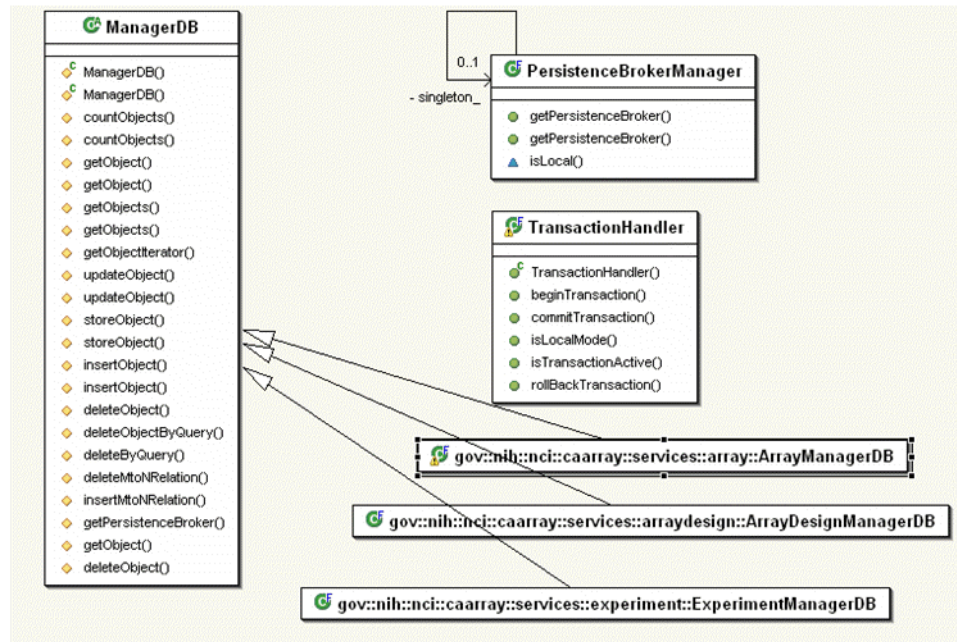 ManagerDB
ManagerDB()
ManagerDB()
countObjects()
countObjects()
getObject()
getObject()
getObjects()
getObjects()
getObjectIterator()
updateObject()
updateObject()
storeObject()
storeObject()
insertObject()
insertObject()
deleteObject()
deleteObjectByQuery()
deleteByQuery()
deleteMtoNRelation()
insertMtoNRelation()
getPersistenceBroker()
getObject()
deleteObject()
0..1
- singleton_
PersistenceBrokerManager
getPersistenceBroker()
getPersistenceBroker()
isLocal()
TransactionHandler
TransactionHandler()
beginTransaction()
commitTransaction()
isLocalMode()
isTransactionActive()
rollBackTransaction()
gov::nih::nci::caarray::services::array::ArrayManagerDB
gov::nih::nci::caarray::services::arraydesign::ArrayDesignManagerDB
gov::nih::nci::caarray::services::experiment::ExperimentManagerDB